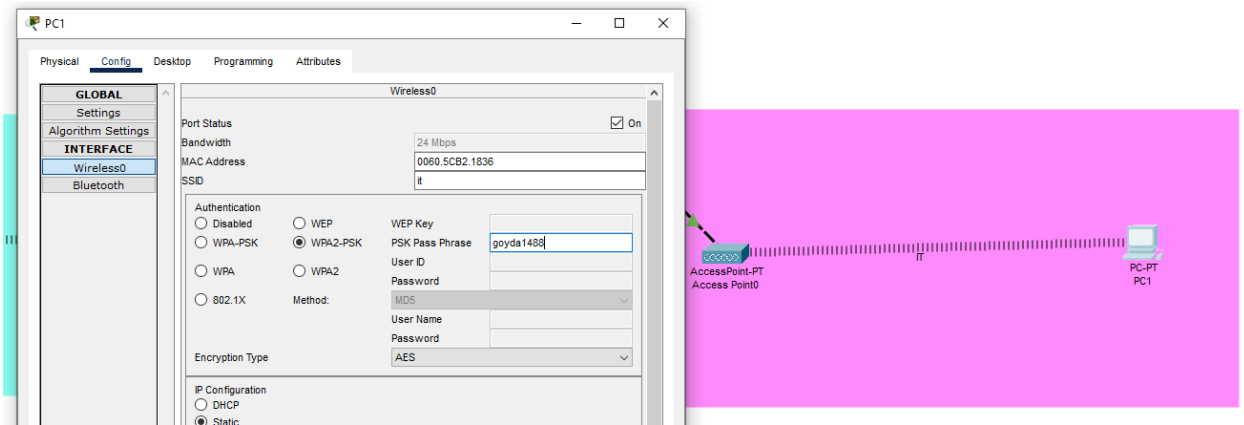 PC1
Physical Config Desktop Programming Attributes
GLOBAL
Settings
Algorithm Settings
INTERFACE
Wireless0
Bluetooth
Wireless0
Port Status On
Bandwidth 24 Mbps
MAC Address 0060.5CB2.1836
SSID it
Authentication
Disabled WEP WEP Key
WPA-PSK WPA2-PSK PSK Pass Phrase goyda1488
User ID
WPA WPA2
Password
802.1X Method: MD5
User Name
Password
Encryption Type AES
IP Configuration
DHCP
Static
AccessPoint-PT
Access Point0
IT
PC-PT
PC1